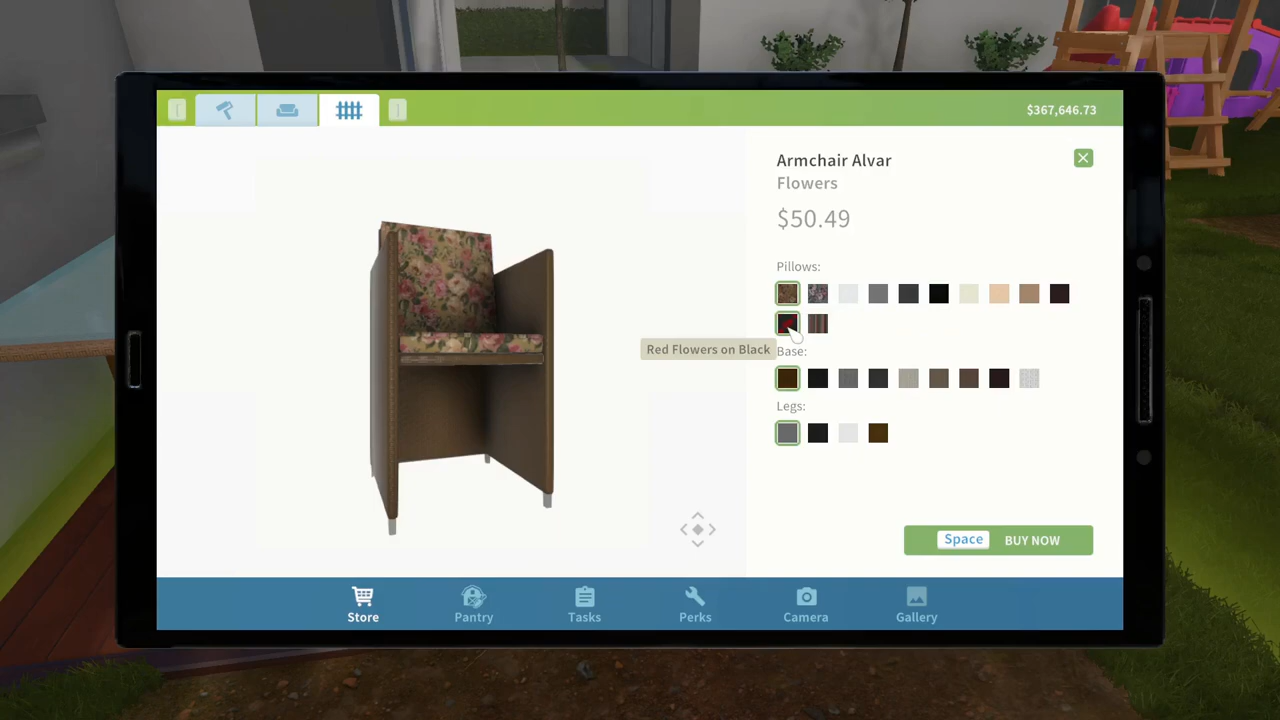 $367,646.73
Armchair Alvar
Flowers
$50.49
Pillows:
Red Flowers on Black
Base:
Legs:
Space BUY NOW
Store Pantry Tasks Perks Camera Gallery